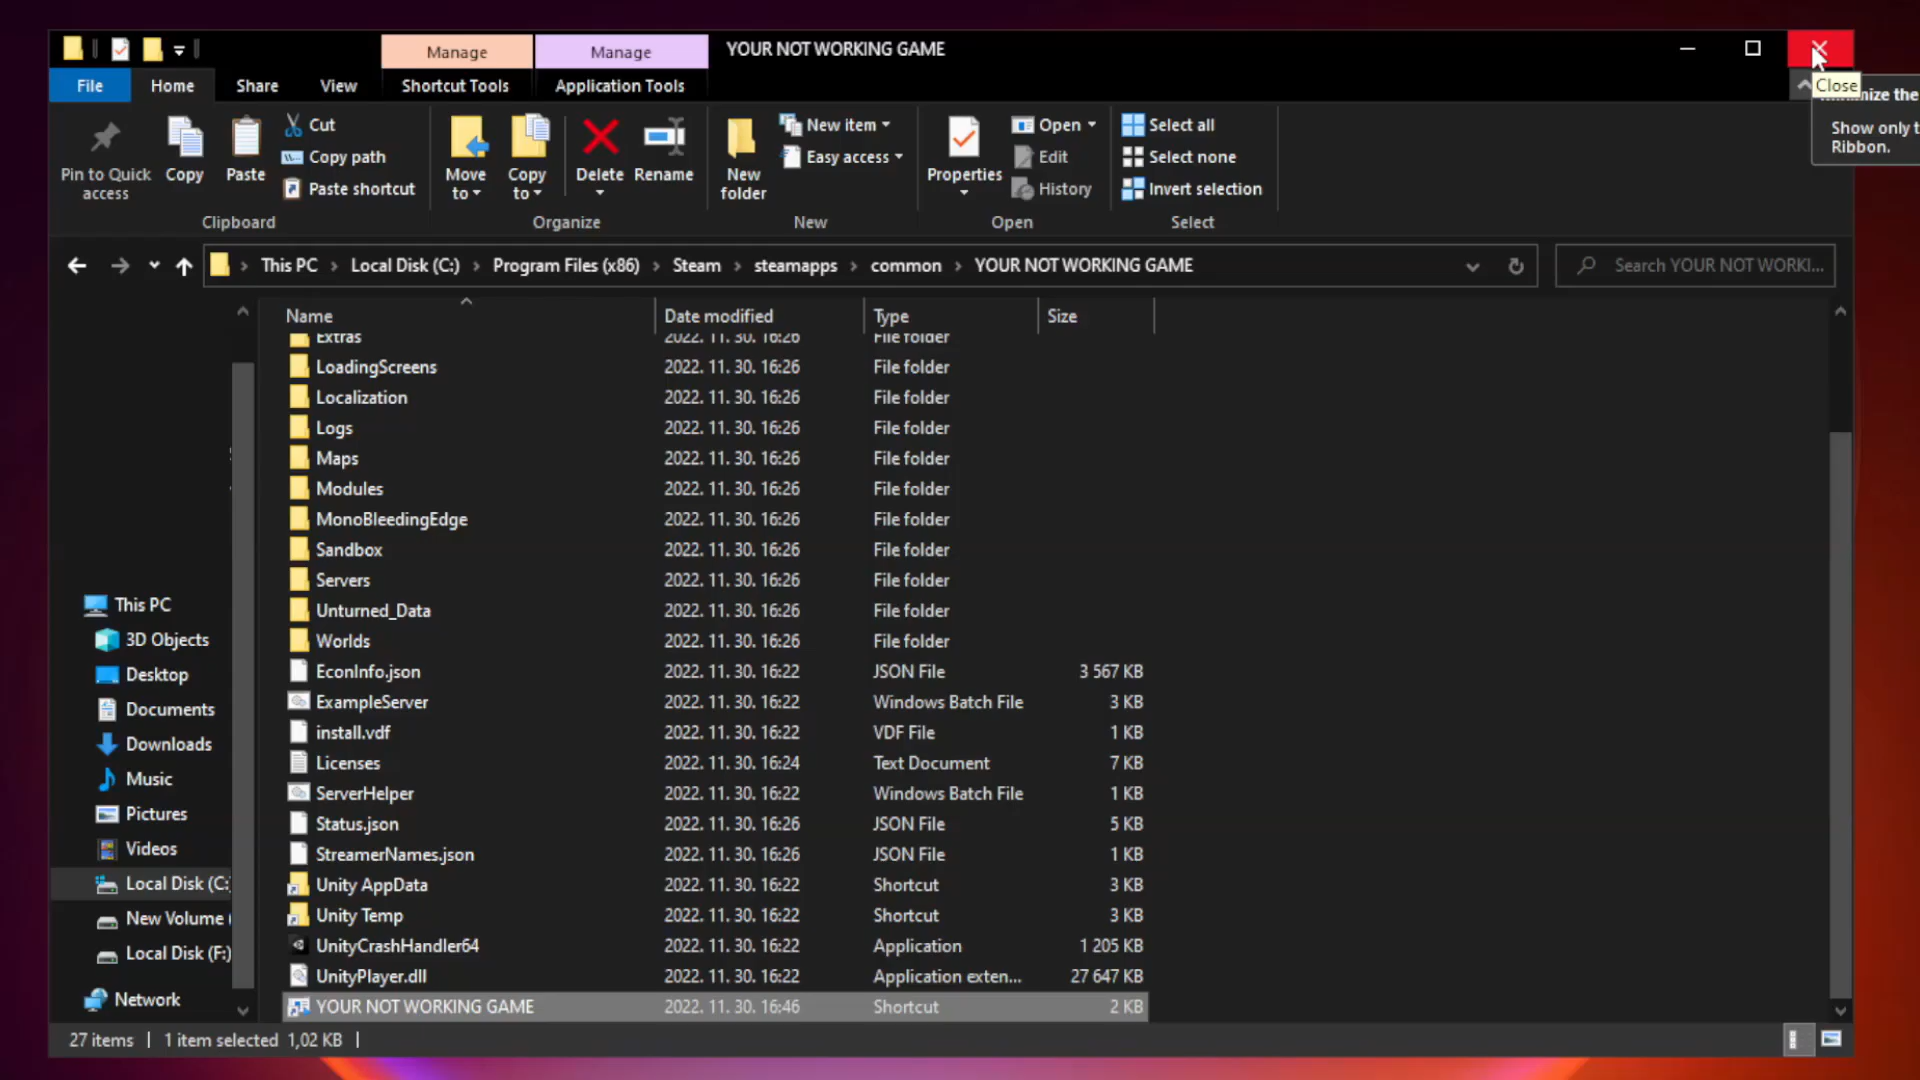 Manage
Manage
YOUR NOT WORKING GAME
Close
File
Home
Share
View
Shortcut Tools
Application Tools
the
Show only t
Ribbon.
Pin to Quick access
Copy
Paste
Cut
Copy path
Paste shortcut
Clipboard
Move to
Copy to
Delete
Rename
Organize
New folder
New item
Easy access
New
Properties
Open
Edit
History
Open
Select all
Select none
Invert selection
Select
This PC > Local Disk (C:) > Program Files (x86) > Steam > steamapps > common > YOUR NOT WORKING GAME
Search YOUR NOT WORKI...
Name Date modified Type Size
Extras 2022. 11. 30. 16:26 File folder
LoadingScreens 2022. 11. 30. 16:26 File folder
Localization 2022. 11. 30. 16:26 File folder
Logs 2022. 11. 30. 16:26 File folder
Maps 2022. 11. 30. 16:26 File folder
Modules 2022. 11. 30. 16:26 File folder
MonoBleedingEdge 2022. 11. 30. 16:26 File folder
Sandbox 2022. 11. 30. 16:26 File folder
Servers 2022. 11. 30. 16:26 File folder
Unturned_Data 2022. 11. 30. 16:26 File folder
Worlds 2022. 11. 30. 16:26 File folder
EconInfo.json 2022. 11. 30. 16:22 JSON File 3 567 KB
ExampleServer 2022. 11. 30. 16:22 Windows Batch File 3 KB
install.vdf 2022. 11. 30. 16:22 VDF File 1 KB
Licenses 2022. 11. 30. 16:24 Text Document 7 KB
ServerHelper 2022. 11. 30. 16:22 Windows Batch File 1 KB
Status.json 2022. 11. 30. 16:26 JSON File 5 KB
StreamerNames.json 2022. 11. 30. 16:26 JSON File 1 KB
Unity AppData 2022. 11. 30. 16:22 Shortcut 3 KB
Unity Temp 2022. 11. 30. 16:22 Shortcut 3 KB
UnityCrashHandler64 2022. 11. 30. 16:22 Application 1 205 KB
UnityPlayer.dll 2022. 11. 30. 16:22 Application exten... 27 647 KB
YOUR NOT WORKING GAME 2022. 11. 30. 16:46 Shortcut 2 KB
This PC
3D Objects
Desktop
Documents
Downloads
Music
Pictures
Videos
Local Disk (C:
New Volume (
Local Disk (F:)
Network
27 items
1 item selected 1,02 KB